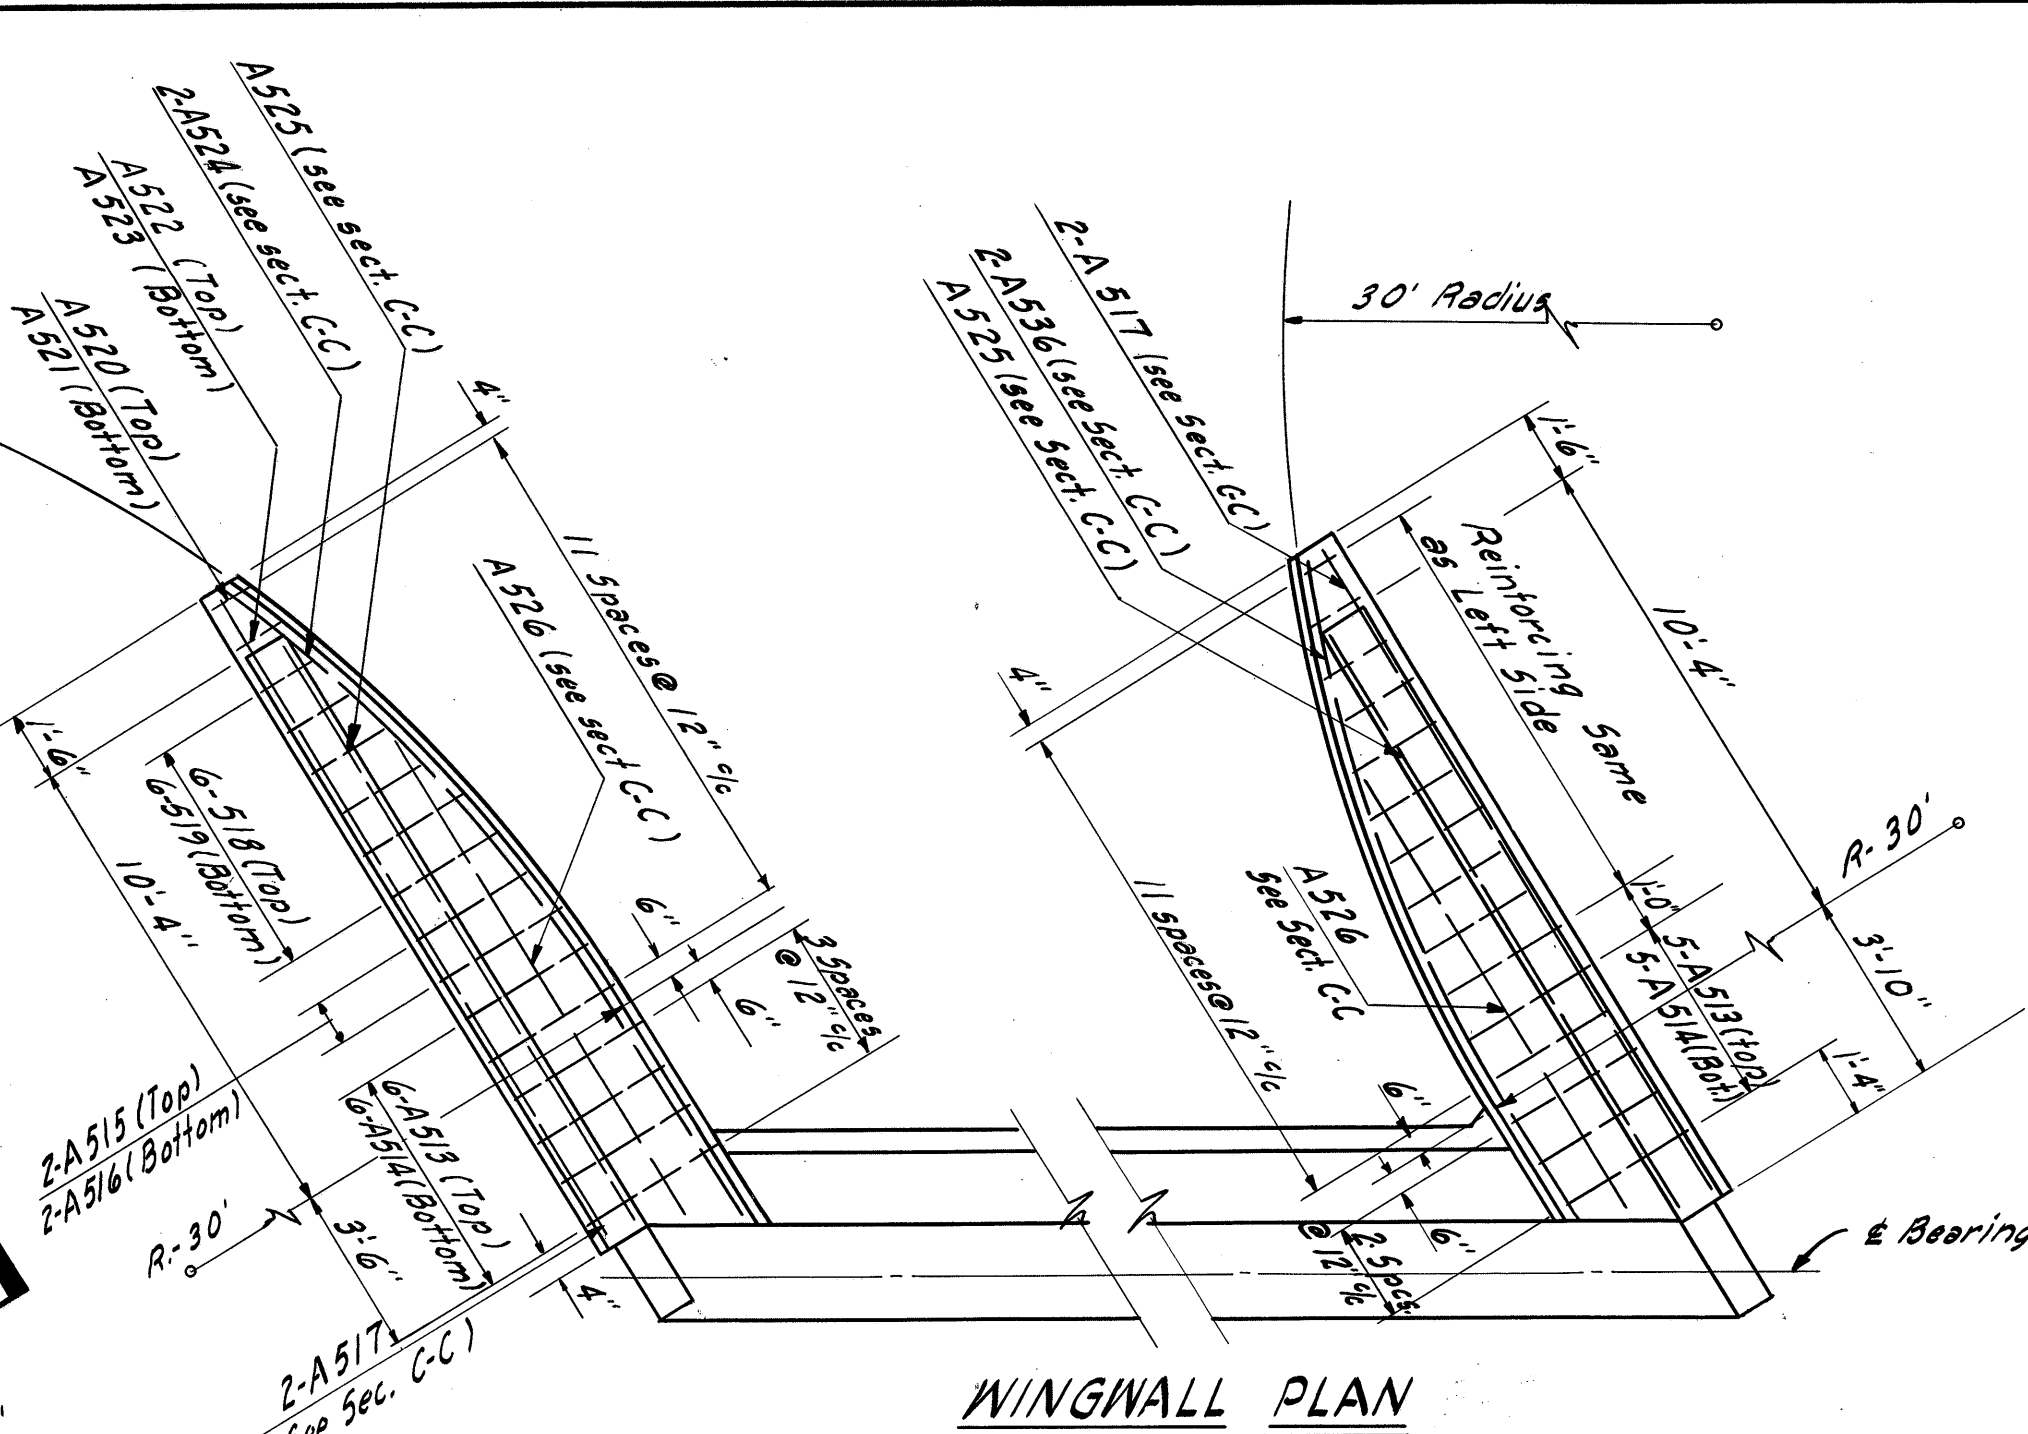 A525 (see sect. C-C)
2-A524 (see sect. C-C)
A522 (Top)
A523 (Bottom)
A520 (Top)
A521 (Bottom)
4"
11 Spaces @ 12" c/c
A526 (see sect C-C)
1'-6"
10'-4"
6-518 (Top)
6-519 (Bottom)
6"
6"
3 Spaces
@ 12" c/c
2-A515 (Top)
2-A516 (Bottom)
6-A513 (Top)
6-A514 (Bottom)
R.-30'
3'-6"
4"
2-A517
Sec. C-C)
2-A517 (see Sect. C-C)
2-A536 (see Sect. C-C)
A525 (see Sect. C-C)
30' Radius
1'-6"
Reinforcing Same
as Left Side
10'-4"
4"
11 spaces @ 12" c/c
A526
See Sect. C-C
R-30'
1'-0"
5-A513 (top)
5-A514 (Bot.)
3'-10"
1'-4"
6"
6"
2 Spcs.
@ 12" c/c
℄ Bearing
WINGWALL PLAN